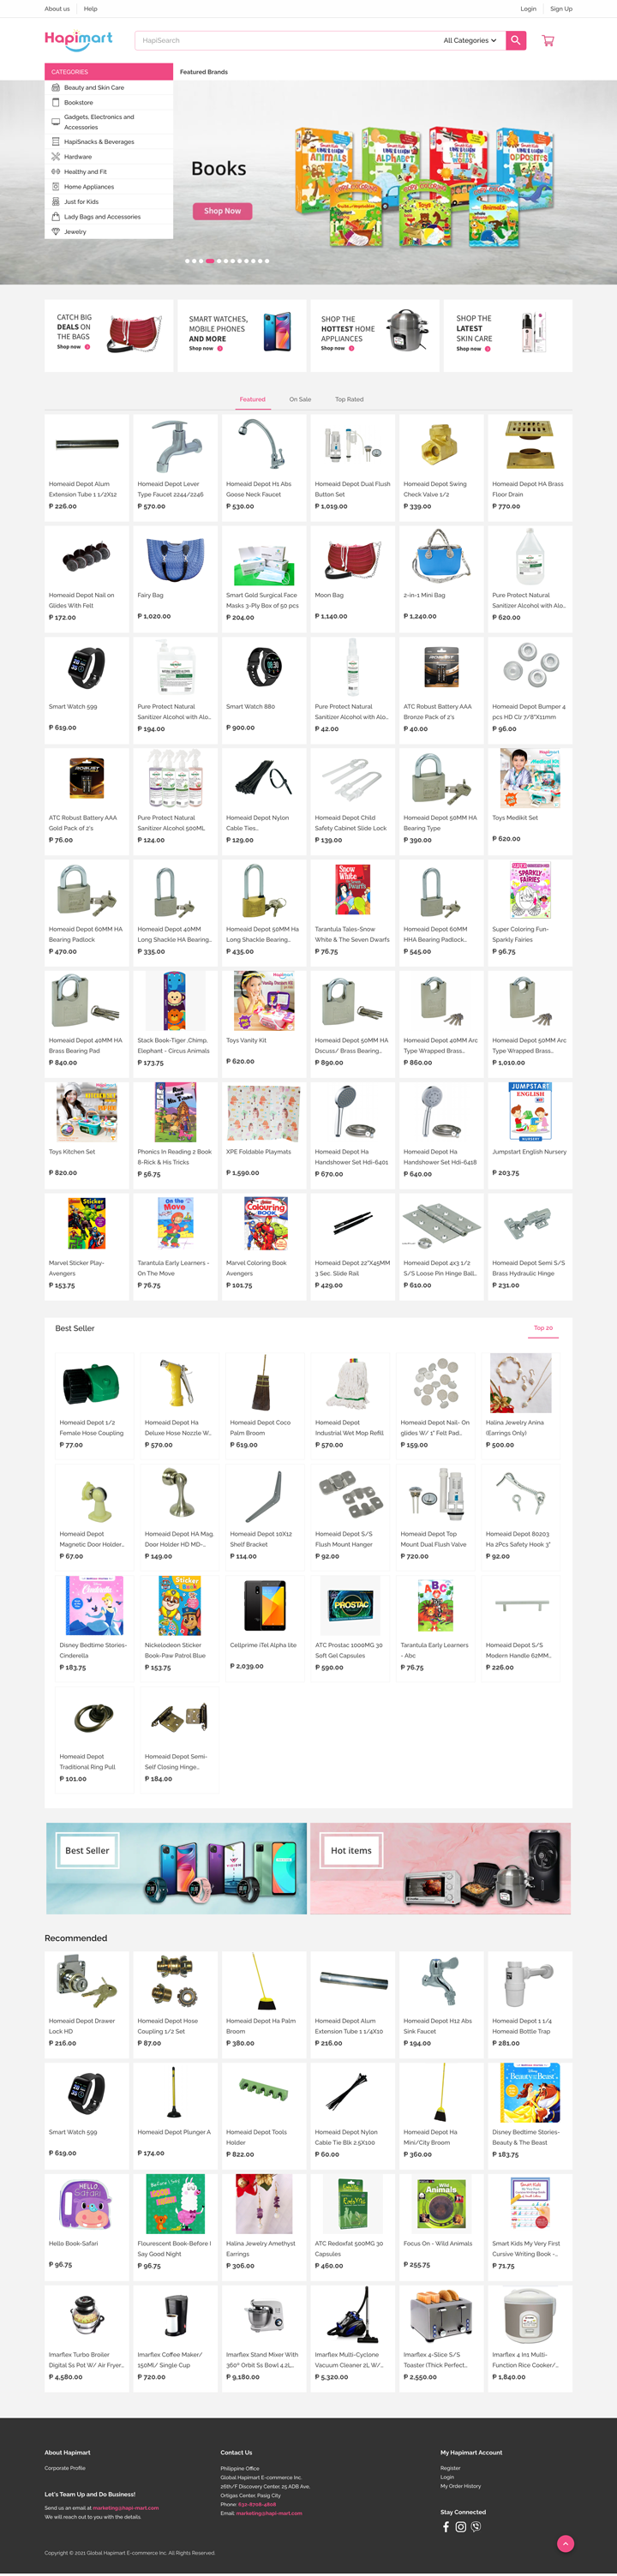 About us
Help
Login
Sign Up
Hapimart
HapiSearch
All Categories
CATEGORIES
Featured Brands
Beauty and Skin Care
Bookstore
Gadgets, Electronics and
Accessories
HapiSnacks & Beverages
Hardware
Healthy and Fit
Home Appliances
Just for Kids
Lady Bags and Accessories
Jewelry
Books
Shop Now
CATCH BIG
DEALS ON
THE BAGS
Shop now
SMART WATCHES,
MOBILE PHONES
AND MORE
Shop now
SHOP THE
HOTTEST HOME
APPLIANCES
Shop now
SHOP THE
LATEST
SKIN CARE
Shop now
Featured
On Sale
Top Rated
Homeaid Depot Alum
Extension Tube 1 1/2X12
₱ 226.00
Homeaid Depot Lever
Type Faucet 2244/2246
₱ 570.00
Homeaid Depot H1 Abs
Goose Neck Faucet
₱ 530.00
Homeaid Depot Dual Flush
Button Set
₱ 1,019.00
Homeaid Depot Swing
Check Valve 1/2
₱ 339.00
Homeaid Depot HA Brass
Floor Drain
₱ 770.00
Homeaid Depot Nail on
Glides With Felt
₱ 172.00
Fairy Bag
₱ 1,020.00
Smart Gold Surgical Face
Masks 3-Ply Box of 50 pcs
₱ 204.00
Moon Bag
₱ 1,140.00
2-in-1 Mini Bag
₱ 1,240.00
Pure Protect Natural
Sanitizer Alcohol with Alo...
₱ 620.00
Smart Watch 599
₱ 619.00
Pure Protect Natural
Sanitizer Alcohol with Alo...
₱ 194.00
Smart Watch 880
₱ 900.00
Pure Protect Natural
Sanitizer Alcohol with Alo...
₱ 42.00
ATC Robust Battery AAA
Bronze Pack of 2's
₱ 40.00
Homeaid Depot Bumper 4
pcs HD Clr 7/8"X11mm
₱ 96.00
ATC Robust Battery AAA
Gold Pack of 2's
₱ 76.00
Pure Protect Natural
Sanitizer Alcohol 500ML
₱ 124.00
Homeaid Depot Nylon
Cable Ties...
₱ 129.00
Homeaid Depot Child
Safety Cabinet Slide Lock
₱ 139.00
Homeaid Depot 50MM HA
Bearing Type
₱ 390.00
Toys Medikit Set
₱ 620.00
Homeaid Depot 60MM HA
Bearing Padlock
₱ 470.00
Homeaid Depot 40MM
Long Shackle HA Bearing...
₱ 335.00
Homeaid Depot 50MM Ha
Long Shackle Bearing...
₱ 435.00
Tarantula Tales-Snow
White & The Seven Dwarfs
₱ 76.75
Homeaid Depot 60MM
HHA Bearing Padlock...
₱ 545.00
Super Coloring Fun-
Sparkly Fairies
₱ 96.75
Homeaid Depot 40MM HA
Brass Bearing Pad
₱ 840.00
Stack Book-Tiger ,Chimp,
Elephant - Circus Animals
₱ 173.75
Toys Vanity Kit
₱ 620.00
Homeaid Depot 50MM HA
Dscuss/ Brass Bearing...
₱ 890.00
Homeaid Depot 40MM Arc
Type Wrapped Brass...
₱ 860.00
Homeaid Depot 50MM Arc
Type Wrapped Brass...
₱ 1,010.00
Toys Kitchen Set
₱ 820.00
Phonics In Reading 2 Book
8-Rick & His Tricks
₱ 56.75
XPE Foldable Playmats
₱ 1,590.00
Homeaid Depot Ha
Handshower Set Hdi-6401
₱ 670.00
Homeaid Depot Ha
Handshower Set Hdi-6418
₱ 640.00
JUMPSTART
ENGLISH
Jumpstart English Nursery
₱ 203.75
Marvel Sticker Play-
Avengers
₱ 153.75
Tarantula Early Learners -
On The Move
₱ 76.75
Marvel Coloring Book
Avengers
₱ 101.75
Homeaid Depot 22"X45MM
3 Sec. Slide Rail
₱ 429.00
Homeaid Depot 4x3 1/2
S/S Loose Pin Hinge Ball...
₱ 610.00
Homeaid Depot Semi S/S
Brass Hydraulic Hinge
₱ 231.00
Best Seller
Top 20
Homeaid Depot 1/2
Female Hose Coupling
₱ 77.00
Homeaid Depot Ha
Deluxe Hose Nozzle W...
₱ 570.00
Homeaid Depot Coco
Palm Broom
₱ 619.00
Homeaid Depot
Industrial Wet Mop Refill
₱ 570.00
Homeaid Depot Nail- On
glides W/ 1" Felt Pad...
₱ 159.00
Halina Jewelry Anina
(Earrings Only)
₱ 500.00
Homeaid Depot
Magnetic Door Holder...
₱ 67.00
Homeaid Depot HA Mag.
Door Holder HD MD-...
₱ 149.00
Homeaid Depot 10X12
Shelf Bracket
₱ 114.00
Homeaid Depot S/S
Flush Mount Hanger
₱ 92.00
Homeaid Depot Top
Mount Dual Flush Valve
₱ 720.00
Homeaid Depot 80203
Ha 2Pcs Safety Hook 3"
₱ 92.00
Disney Bedtime Stories-
Cinderella
₱ 183.75
Nickelodeon Sticker
Book-Paw Patrol Blue
₱ 153.75
Cellprime iTel Alpha lite
₱ 2,039.00
PROSTAC
ATC Prostac 1000MG 30
Soft Gel Capsules
₱ 590.00
Tarantula Early Learners
- Abc
₱ 76.75
Homeaid Depot S/S
Modern Handle 62MM...
₱ 226.00
Homeaid Depot
Traditional Ring Pull
₱ 101.00
Homeaid Depot Semi-
Self Closing Hinge...
₱ 184.00
Best Seller
Hot items
Recommended
Homeaid Depot Drawer
Lock HD
₱ 216.00
Homeaid Depot Hose
Coupling 1/2 Set
₱ 87.00
Homeaid Depot Ha Palm
Broom
₱ 380.00
Homeaid Depot Alum
Extension Tube 1 1/4X10
₱ 216.00
Homeaid Depot H12 Abs
Sink Faucet
₱ 194.00
Homeaid Depot 1 1/4
Homeaid Bottle Trap
₱ 281.00
Smart Watch 599
₱ 619.00
Homeaid Depot Plunger A
₱ 174.00
Homeaid Depot Tools
Holder
₱ 822.00
Homeaid Depot Nylon
Cable Tie Blk 2.5X100
₱ 60.00
Homeaid Depot Ha
Mini/City Broom
₱ 360.00
Disney Bedtime Stories-
Beauty & The Beast
₱ 183.75
Hello Book-Safari
₱ 96.75
Flourescent Book-Before I
Say Good Night
₱ 96.75
Halina Jewelry Amethyst
Earrings
₱ 306.00
ATC Redoxfat 500MG 30
Capsules
₱ 460.00
Focus On - Wild Animals
₱ 255.75
Smart Kids My Very First
Cursive Writing Book -...
₱ 71.75
Imarflex Turbo Broiler
Digital Ss Pot W/ Air Fryer...
₱ 4,580.00
Imarflex Coffee Maker/
150Ml/ Single Cup
₱ 720.00
Imarflex Stand Mixer With
360° Orbit Ss Bowl 4.2L...
₱ 9,180.00
Imarflex Multi-Cyclone
Vacuum Cleaner 2L W/...
₱ 5,320.00
Imarflex 4-Slice S/S
Toaster (Thick Perfect...
₱ 2,550.00
Imarflex 4 In1 Multi-
Function Rice Cooker/...
₱ 1,840.00
About Hapimart
Corporate Profile
Let's Team Up and Do Business!
Send us an email at marketing@hapi-mart.com
We will reach out to you with the details.
Contact Us
Philippine Office
Global Hapimart E-commerce Inc.
26th/F Discovery Center, 25 ADB Ave,
Ortigas Center, Pasig City
Phone: 632-8708-4808
Email: marketing@hapi-mart.com
My Hapimart Account
Register
Login
My Order History
Stay Connected
Copyright © 2021 Global Hapimart E-commerce Inc. All Rights Reserved.